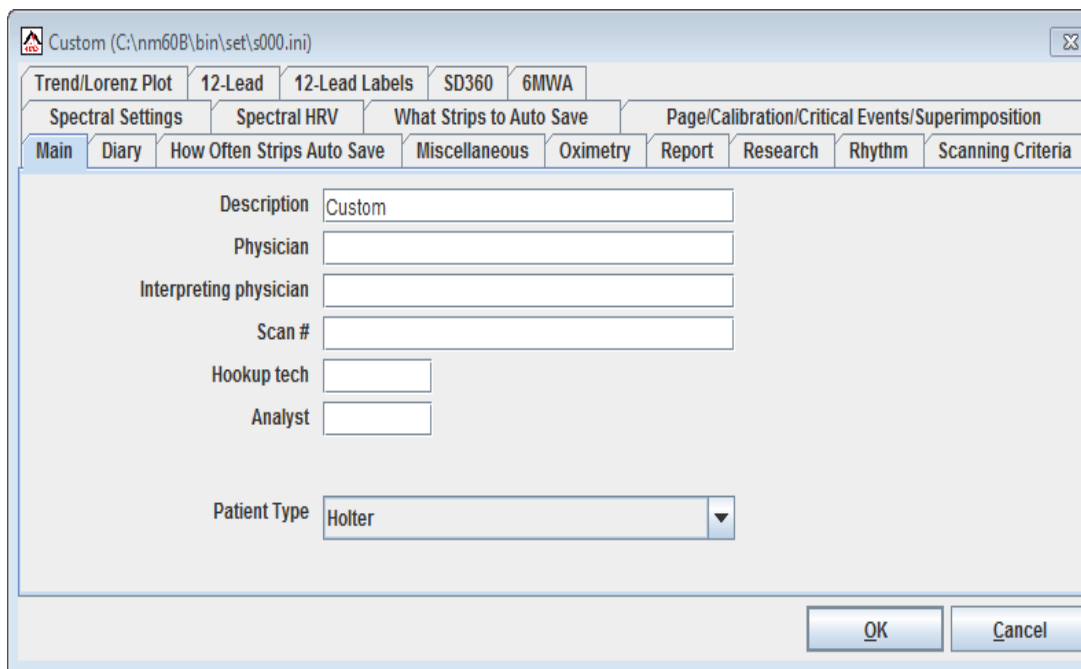 Custom (C:\nm60B\bin\set\s000.ini)
Trend/Lorenz Plot 12-Lead 12-Lead Labels SD360 6MWA
Spectral Settings Spectral HRV What Strips to Auto Save Page/Calibration/Critical Events/Superimposition
Main Diary How Often Strips Auto Save Miscellaneous Oximetry Report Research Rhythm Scanning Criteria
Description Custom
Physician
Interpreting physician
Scan #
Hookup tech
Analyst
Patient Type Holter
OK Cancel